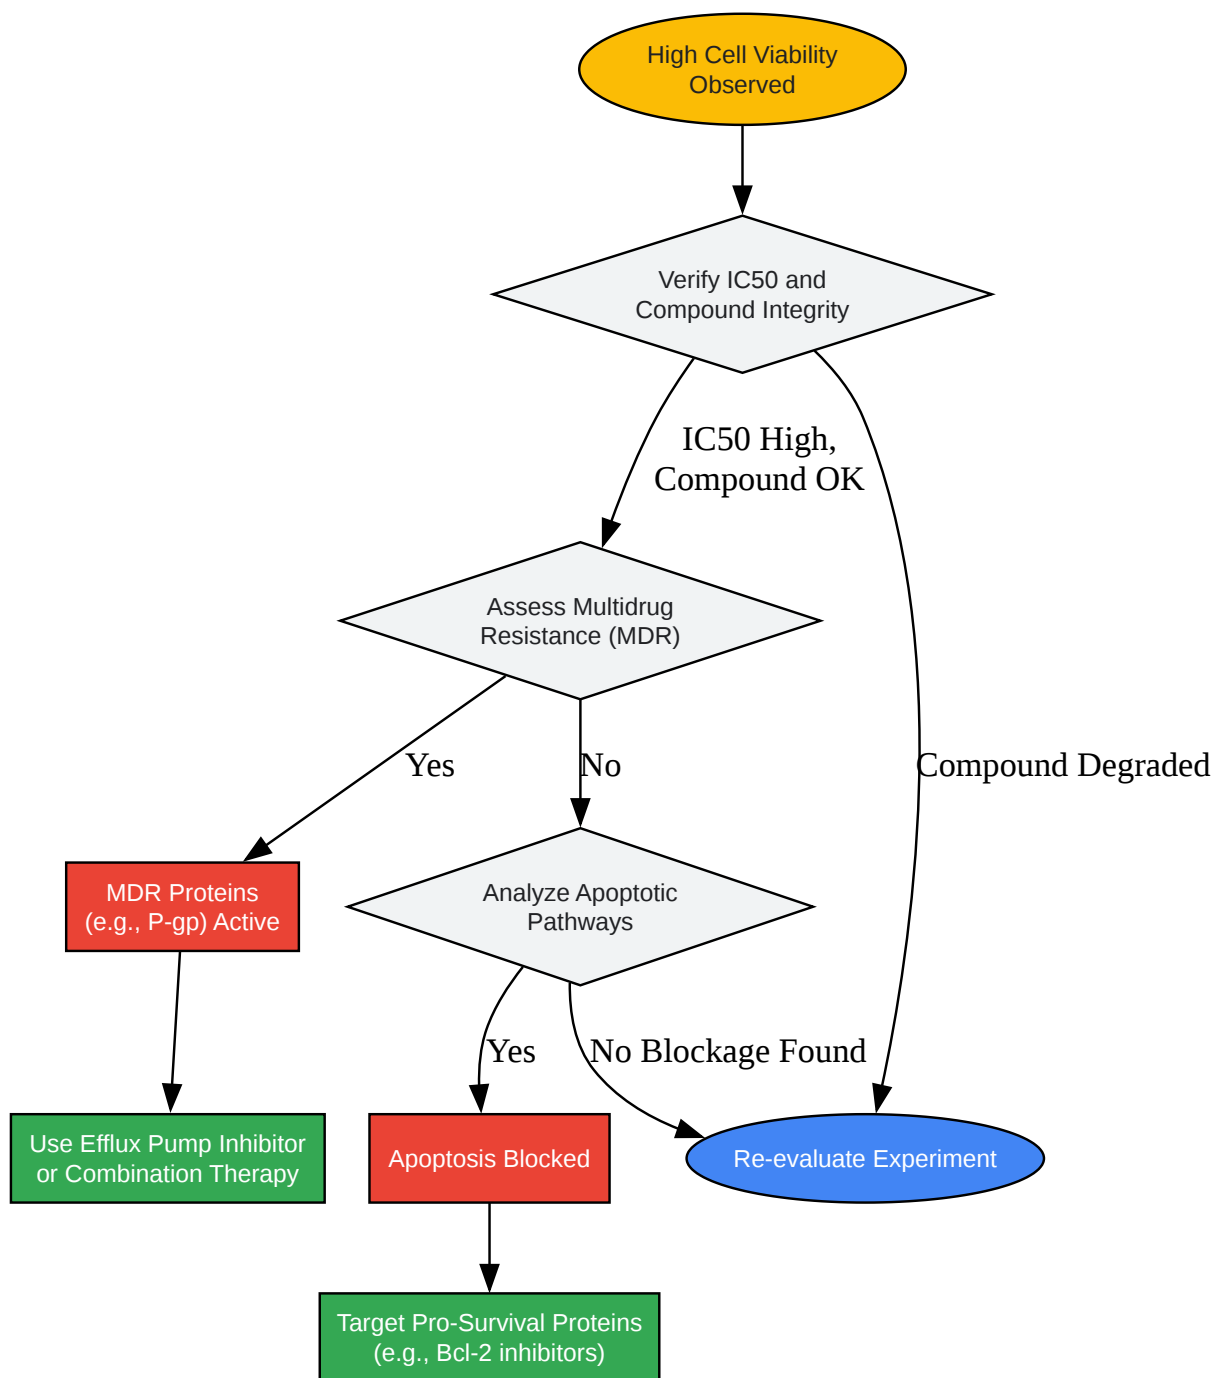 High Cell Viability
Observed
Verify IC50 and
Compound Integrity
IC50 High,
Compound OK
Assess Multidrug
Resistance (MDR)
Yes
No
Compound Degraded
MDR Proteins
(e.g., P-gp) Active
Analyze Apoptotic
Pathways
Yes
No Blockage Found
Use Efflux Pump Inhibitor
or Combination Therapy
Apoptosis Blocked
Re-evaluate Experiment
Target Pro-Survival Proteins
(e.g., Bcl-2 inhibitors)